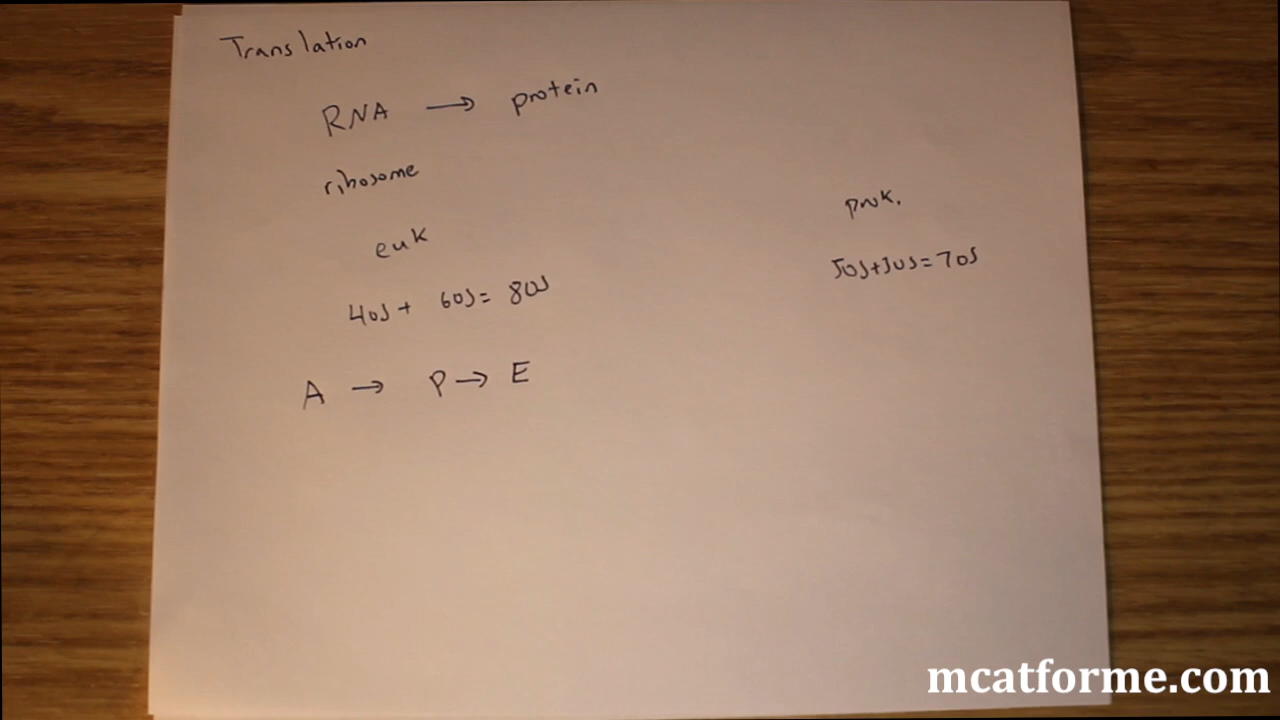 Translation
RNA → protein
ribosome
euk
40S + 60S = 80S
A → P → E
prok.
50S+30S=70S
mcatforme.com